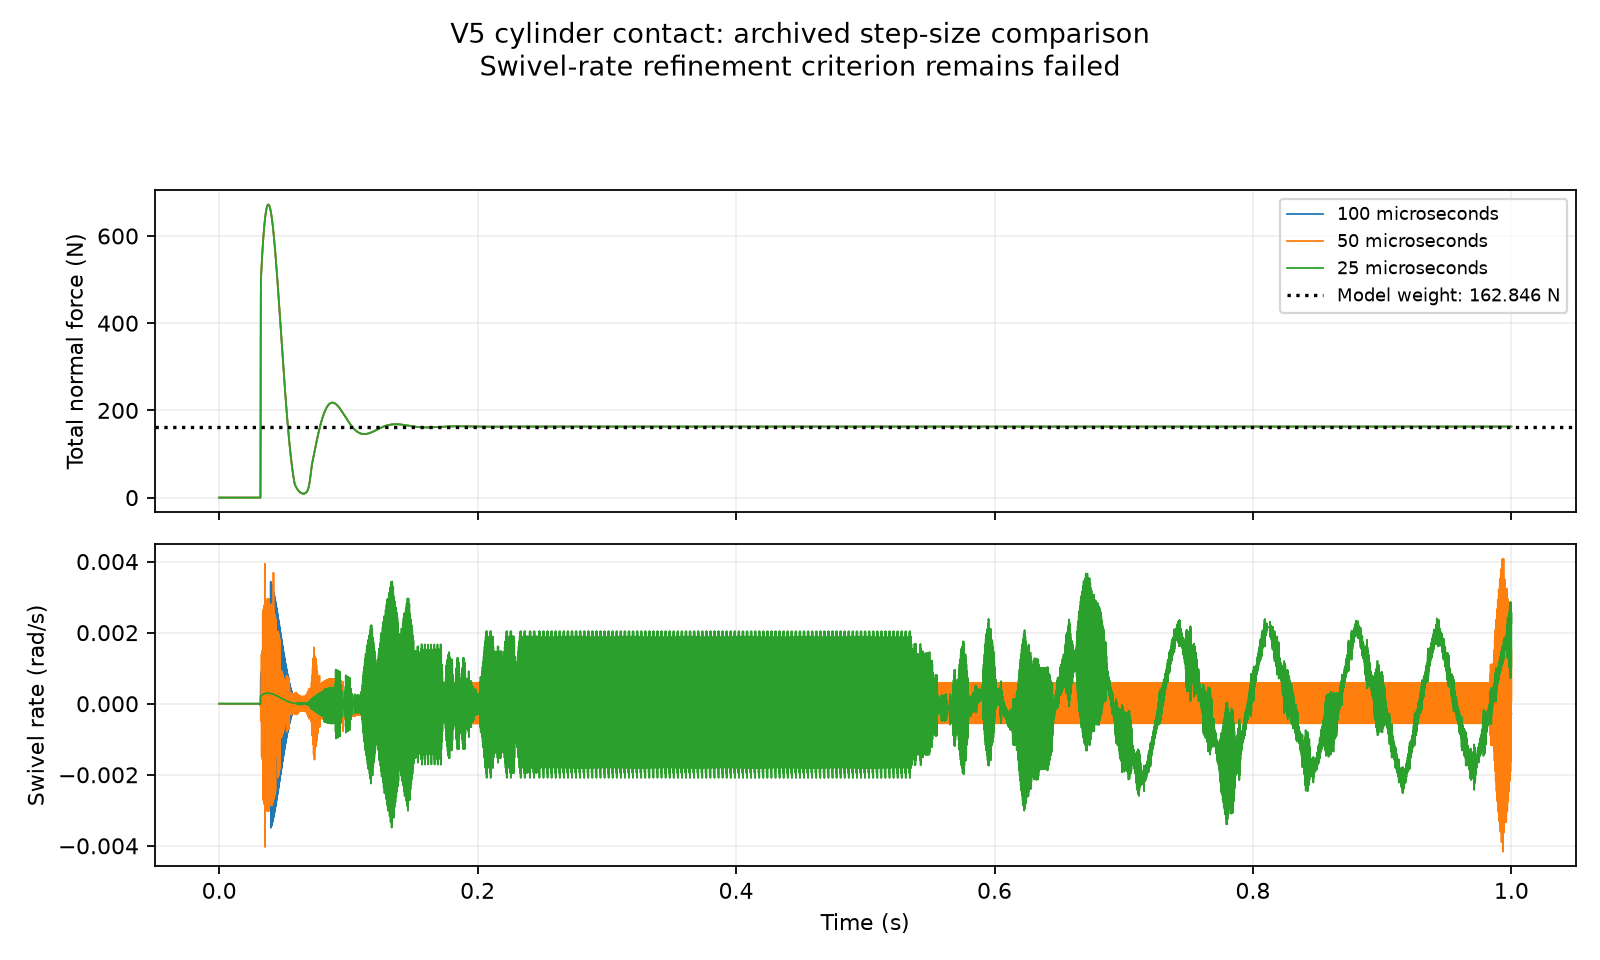 V5 cylinder contact: archived step-size comparison
Swivel-rate refinement criterion remains failed
Total normal force (N)
600
400
200
0
100 microseconds
50 microseconds
25 microseconds
Model weight: 162.846 N
Swivel rate (rad/s)
0.004
0.002
0.000
−0.002
−0.004
0.0 0.2 0.4 0.6 0.8 1.0
Time (s)